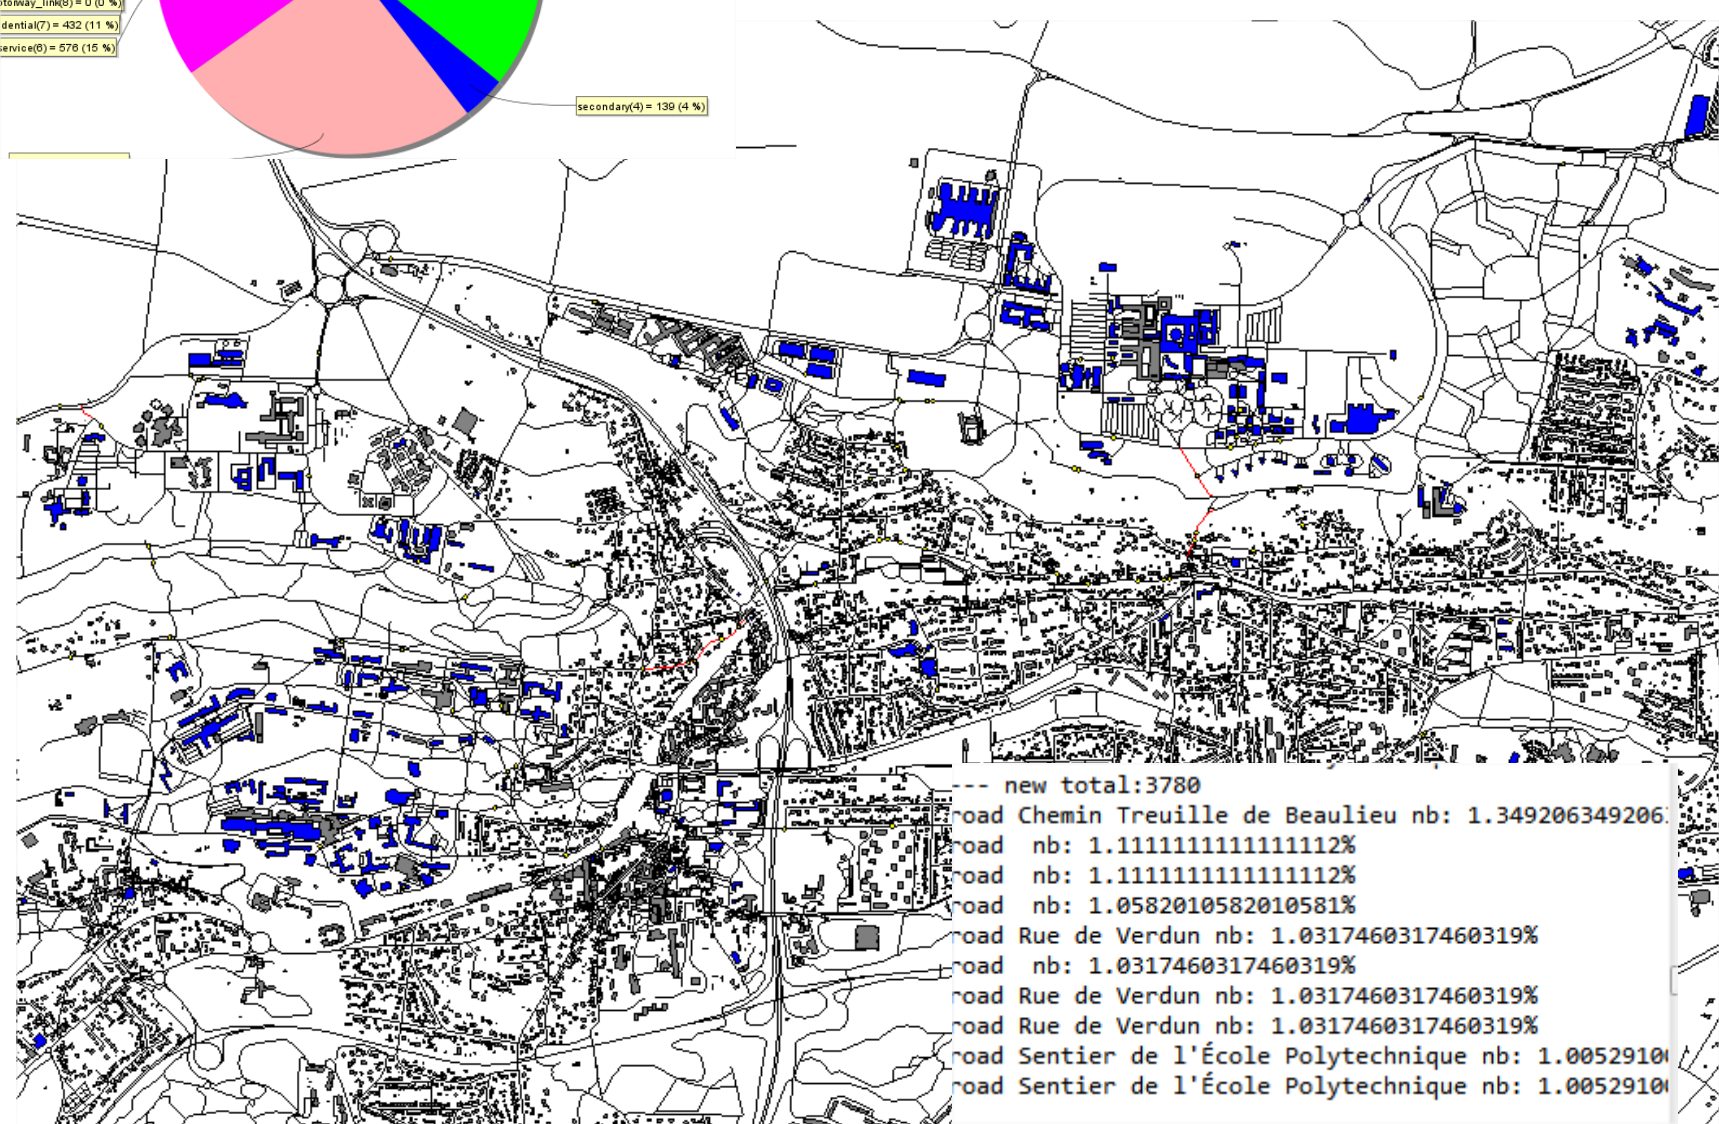 otorway_link(8) = 0 (0 %)
dential(7) = 432 (11 %)
service(6) = 576 (15 %)
secondary(4) = 139 (4 %)
--- new total:3780
road Chemin Treuille de Beaulieu nb: 1.349206349206
road nb: 1.1111111111111112%
road nb: 1.1111111111111112%
road nb: 1.0582010582010581%
road Rue de Verdun nb: 1.0317460317460319%
road nb: 1.0317460317460319%
road Rue de Verdun nb: 1.0317460317460319%
road Rue de Verdun nb: 1.0317460317460319%
road Sentier de l'École Polytechnique nb: 1.0052910
road Sentier de l'École Polytechnique nb: 1.0052910